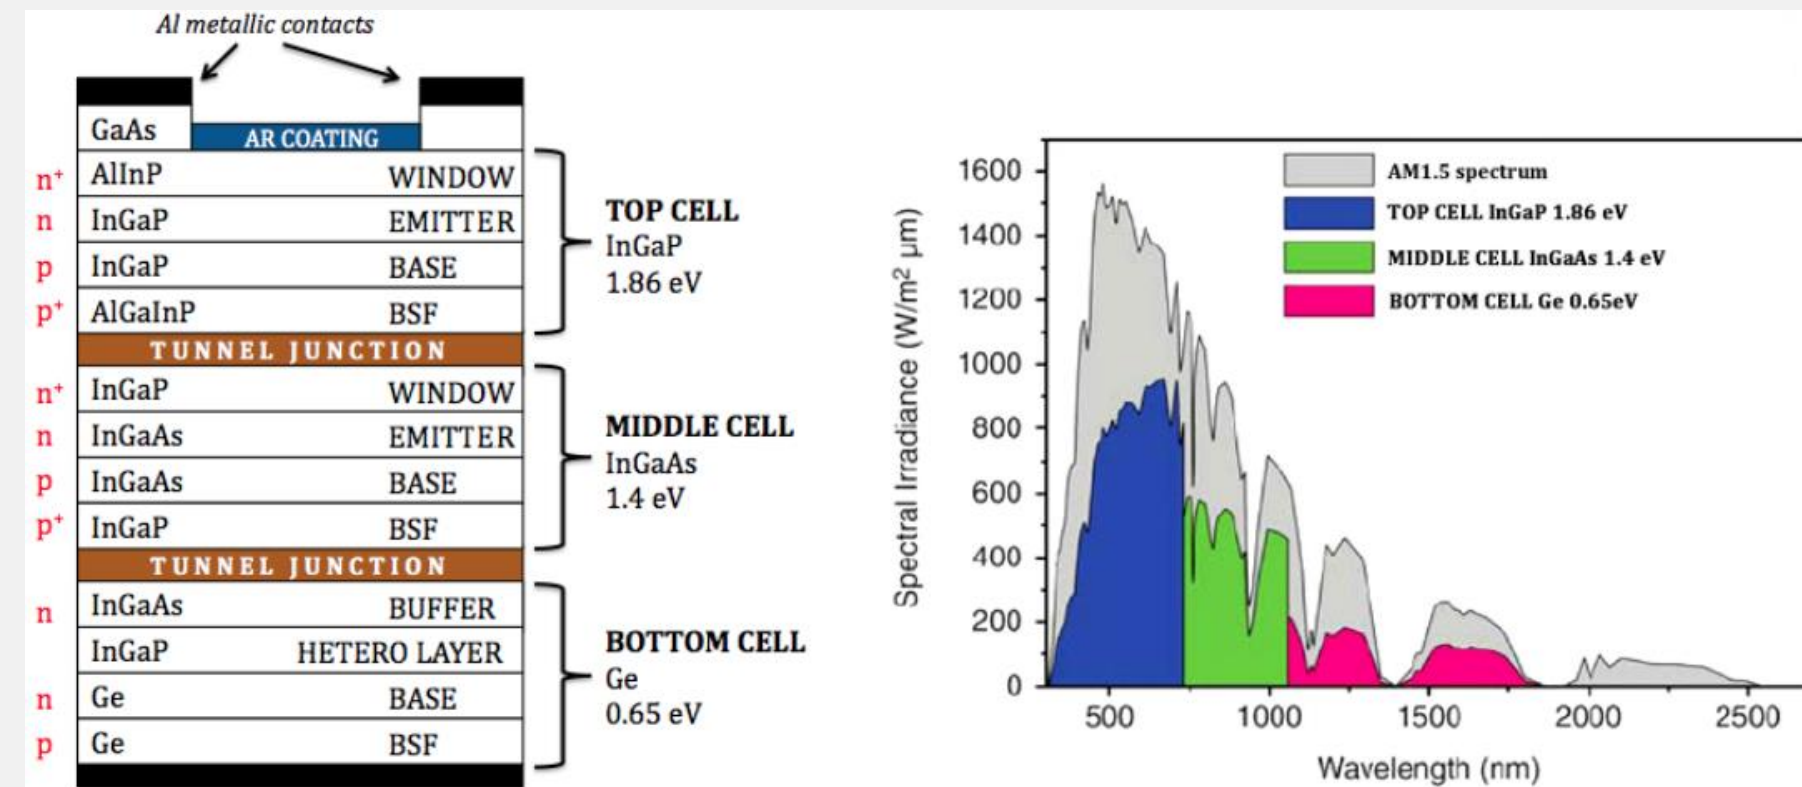 Al metallic contacts
GaAs
AR COATING
n⁺ AlInP WINDOW
n InGaP EMITTER
p InGaP BASE
p⁺ AlGaInP BSF
TOP CELL
InGaP
1.86 eV
TUNNEL JUNCTION
n⁺ InGaP WINDOW
n InGaAs EMITTER
p InGaAs BASE
p⁺ InGaP BSF
MIDDLE CELL
InGaAs
1.4 eV
TUNNEL JUNCTION
n InGaAs BUFFER
InGaP HETERO LAYER
n Ge BASE
p Ge BSF
BOTTOM CELL
Ge
0.65 eV
Spectral Irradiance (W/m² µm)
1600
1400
1200
1000
800
600
400
200
0
AM1.5 spectrum
TOP CELL InGaP 1.86 eV
MIDDLE CELL InGaAs 1.4 eV
BOTTOM CELL Ge 0.65eV
500 1000 1500 2000 2500
Wavelength (nm)